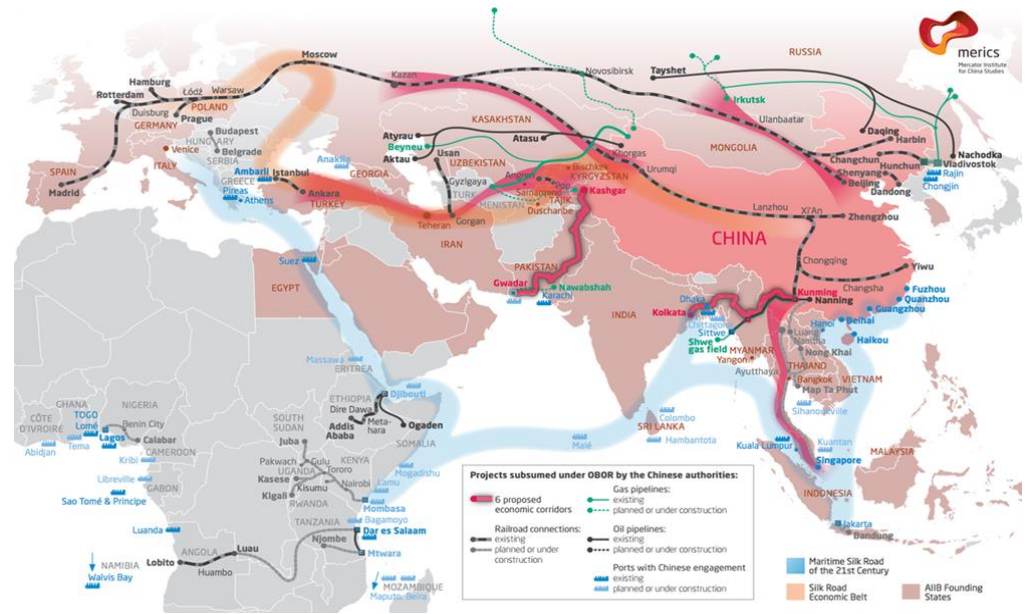 merics
Mercator Institute
for China Studies
RUSSIA
Moscow
Kazan
Novosibirsk
Tayshet
Irkutsk
Ulanbaatar
Hamburg
Rotterdam
Łódź
Warsaw
Duisburg
POLAND
GERMANY
Prague
Budapest
HUNGARY
Belgrade
SERBIA
Venice
ITALY
SPAIN
Madrid
Ambarli
Istanbul
GREECE
Pireas
Athens
Ankara
TURKEY
Anaklia
GEORGIA
KASAKHSTAN
Atyrau
Beyneu
Aktau
Usan
Atasu
UZBEKISTAN
Khorgas
Urumqi
MONGOLIA
Daqing
Harbin
Changchun
Hunchun
Nachodka
Vladivostok
Rajin
Chongjin
Shenyang
Beijing
Dandong
Bischkek
KYRGYZSTAN
Gyzlgaya
Angren
Pop
Kashgar
TURK
MENISTAN
TAJIK.
Duschanbe
Teheran
Gorgan
IRAN
Lanzhou
Xi'An
Zhengzhou
CHINA
Chongqing
Yiwu
Changsha
Suez
EGYPT
PAKISTAN
Gwadar
Nawabshah
Karachi
INDIA
Dhaka
Kolkata
Chittagong
Sittwe
Shwe
gas field
Kunming
Nanning
Fuzhou
Quanzhou
Guangzhou
Hanoi
Beihai
Haikou
Luang
Namtha
Nong Khai
MYANMAR
Yangon
Ayutthaya
THAILAND
Bangkok
VIETNAM
Map Ta Phut
Sihanoukville
Massawa
ERITREA
Djibouti
ETHIOPIA
Dire Dawa
Addis
Ababa
Meta-
hara
Ogaden
SOMALIA
CÔTE
D'IVOIRE
GHANA
TOGO
Lomé
NIGERIA
Benin City
Lagos
Calabar
Abidjan
Tema
CAMEROON
Kribi
Libreville
GABON
Sao Tomé & Principe
Luanda
SOUTH
SUDAN
Juba
Pakwach
Gulu
UGANDA
Tororo
KENYA
Kasese
Kisumu
Nairobi
Lamu
Kigali
RWANDA
Mogadishu
Mombasa
Bagamoyo
TANZANIA
Dar es Salaam
Njombe
Mtwara
ANGOLA
Luau
Lobito
Huambo
NAMIBIA
Walvis Bay
MOZAMBIQUE
Maputo, Beira
Malé
Colombo
SRI LANKA
Hambantota
Kuala Lumpur
Kuantan
Singapore
MALAYSIA
INDONESIA
Jakarta
Bandung
Projects subsumed under OBOR by the Chinese authorities:
6 proposed
economic corridors
Railroad connections:
existing
planned or under
construction
Gas pipelines:
existing
planned or under construction
Oil pipelines:
existing
planned or under construction
Ports with Chinese engagement
existing
planned or under construction
Maritime Silk Road
of the 21st Century
Silk Road
Economic Belt
AIIB Founding
States